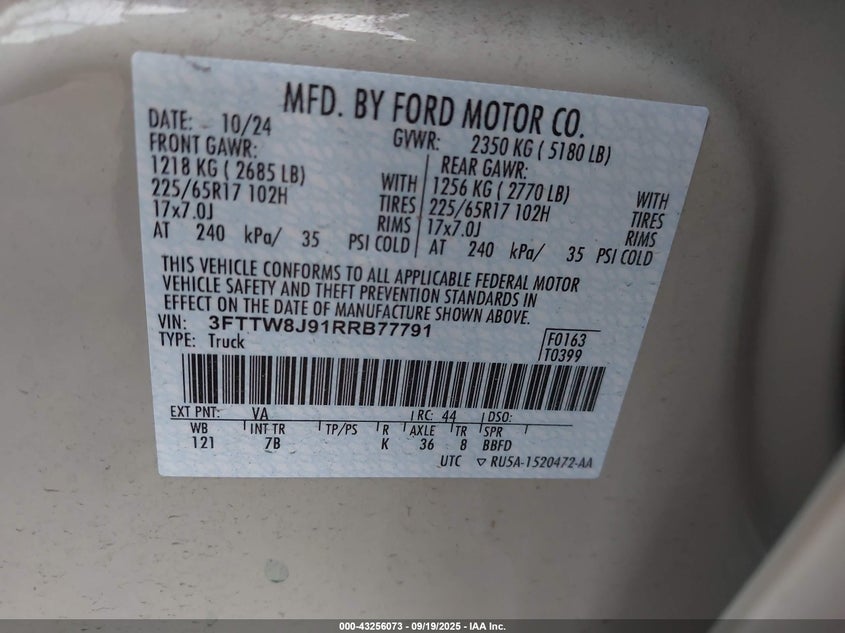 MFD. BY FORD MOTOR CO.
DATE: 10/24
GVWR: 2350 KG ( 5180 LB)
FRONT GAWR:
1218 KG ( 2685 LB) WITH
225/65R17 102H TIRES
17x7.0J RIMS
AT 240 kPa/ 35 PSI COLD
REAR GAWR:
1256 KG ( 2770 LB) WITH
225/65R17 102H TIRES
17x7.0J RIMS
AT 240 kPa/ 35 PSI COLD
THIS VEHICLE CONFORMS TO ALL APPLICABLE FEDERAL MOTOR
VEHICLE SAFETY AND THEFT PREVENTION STANDARDS IN
EFFECT ON THE DATE OF MANUFACTURE SHOWN ABOVE.
VIN: 3FTTW8J91RRB77791
TYPE: Truck
F0163
T0399
EXT PNT: VA RC: 44 DSO:
WB INT TR TP/PS R AXLE TR SPR
121 7B K 36 8 BBFD
UTC ▽ RU5A-1520472-AA
000-43256073 - 09/19/2025 - IAA Inc.